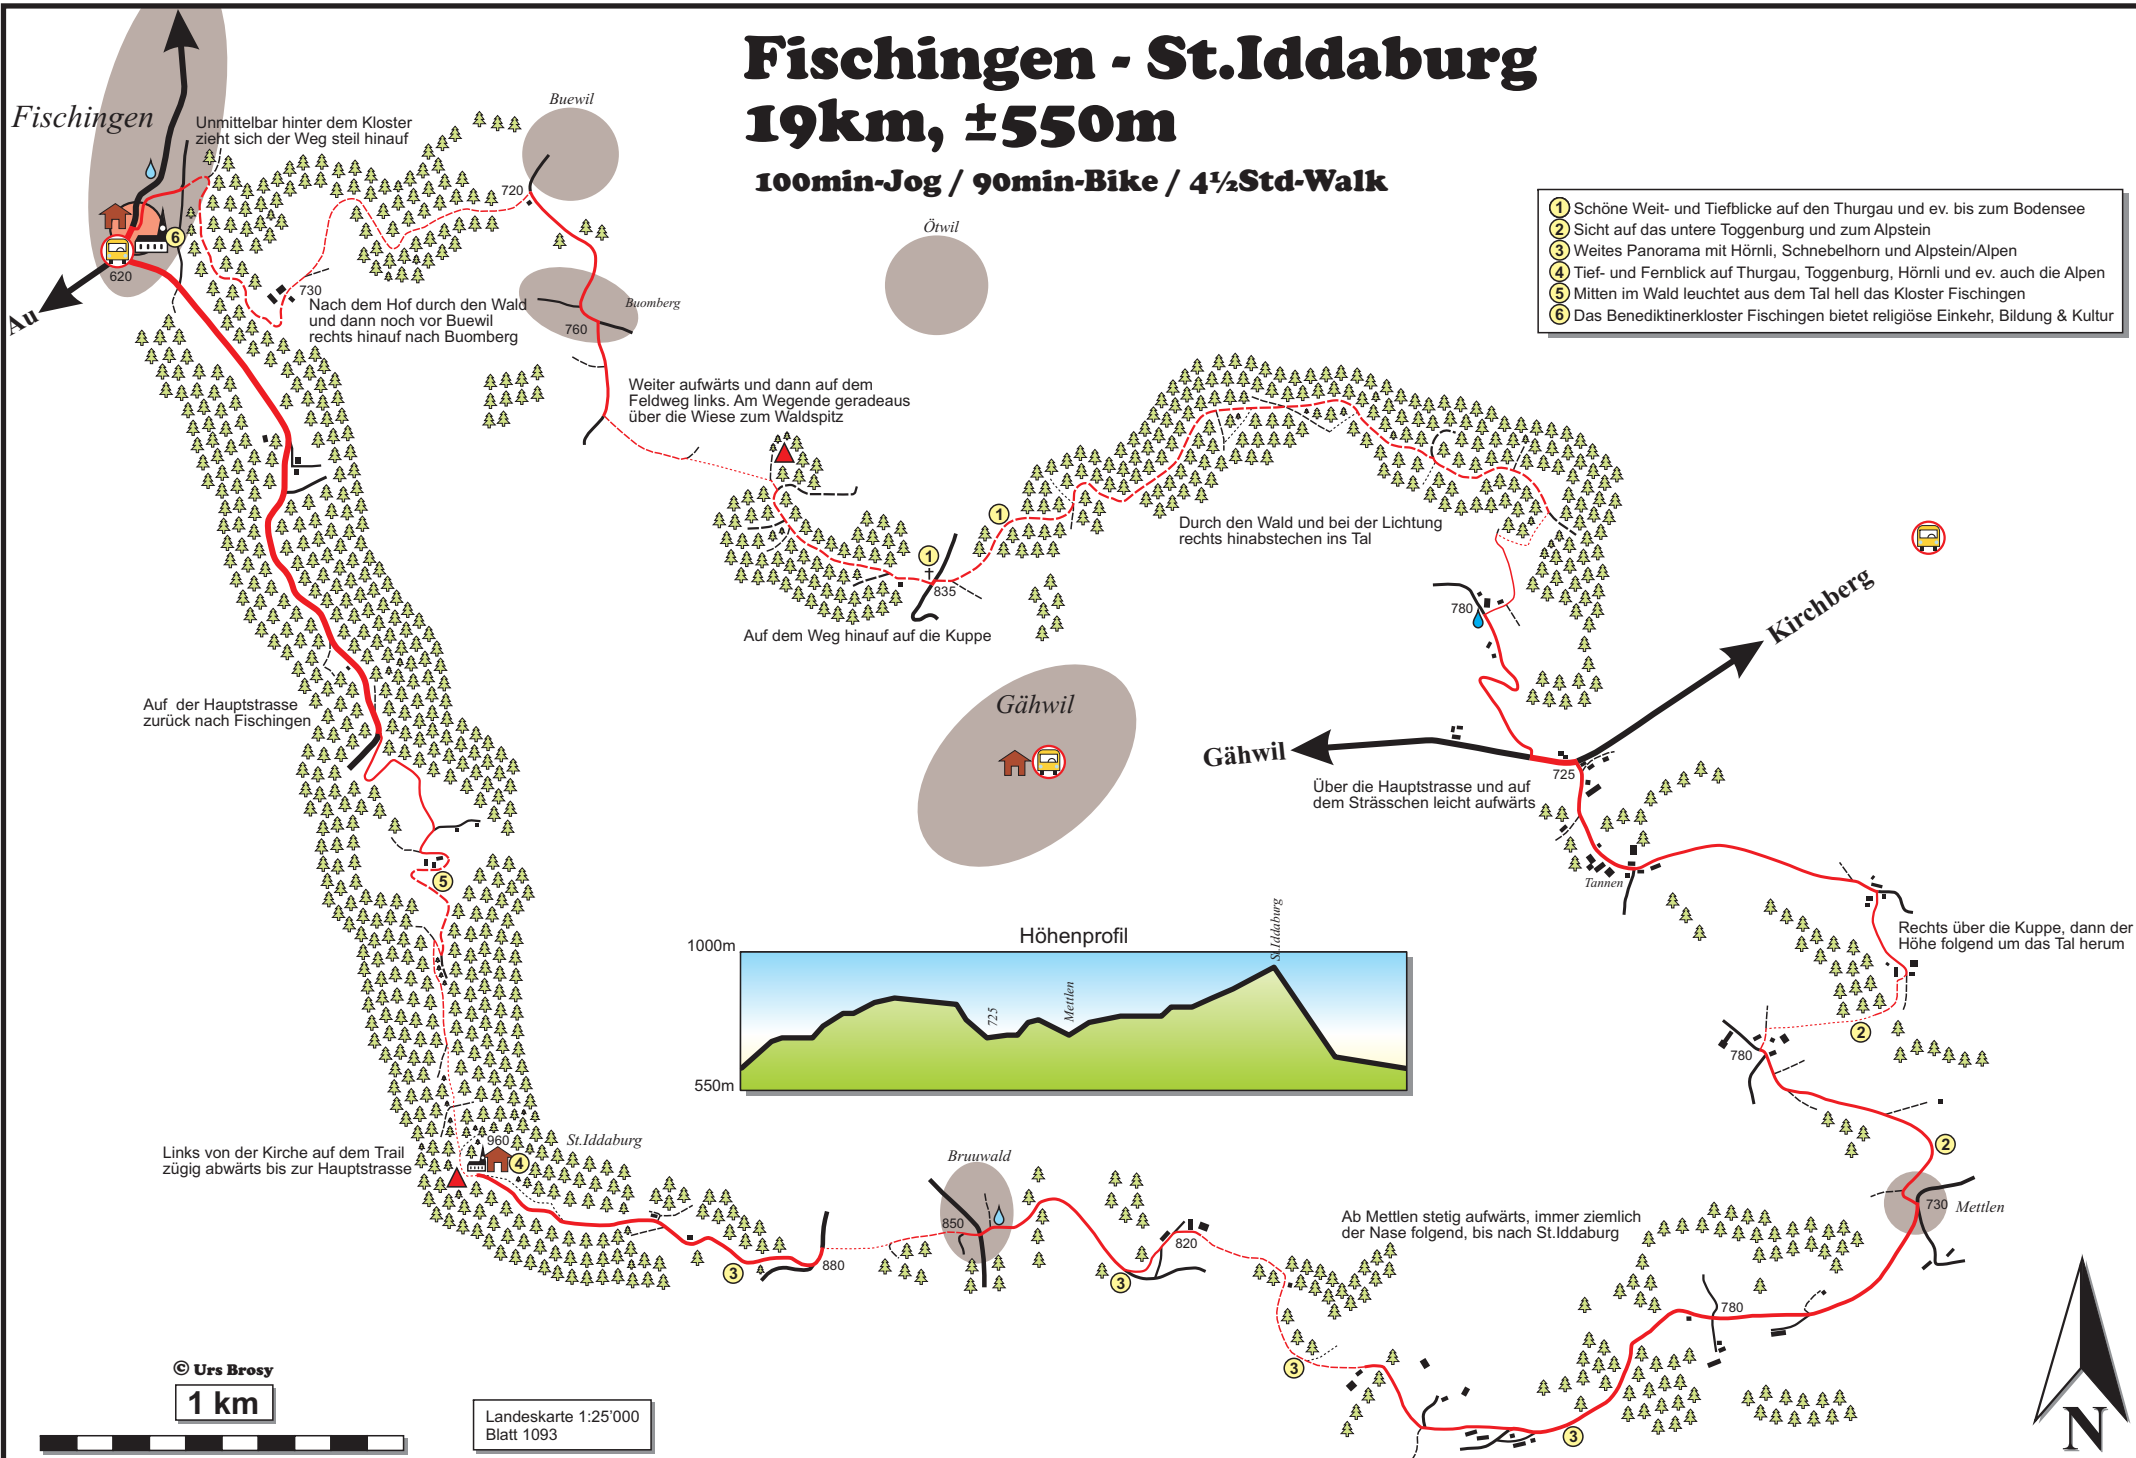 Fischingen - St.Iddaburg
19km, ±550m
100min-Jog / 90min-Bike / 4½Std-Walk
Fischingen
Unmittelbar hinter dem Kloster
zieht sich der Weg steil hinauf
Buewil
720
Ötwil
1 Schöne Weit- und Tiefblicke auf den Thurgau und ev. bis zum Bodensee
2 Sicht auf das untere Toggenburg und zum Alpstein
3 Weites Panorama mit Hörnli, Schnebelhorn und Alpstein/Alpen
4 Tief- und Fernblick auf Thurgau, Toggenburg, Hörnli und ev. auch die Alpen
5 Mitten im Wald leuchtet aus dem Tal hell das Kloster Fischingen
6 Das Benediktinerkloster Fischingen bietet religiöse Einkehr, Bildung & Kultur
6
620
Au
730
Nach dem Hof durch den Wald
und dann noch vor Buewil
rechts hinauf nach Buomberg
Buomberg
760
Weiter aufwärts und dann auf dem
Feldweg links. Am Wegende geradeaus
über die Wiese zum Waldspitz
1
1
835
Auf dem Weg hinauf auf die Kuppe
Durch den Wald und bei der Lichtung
rechts hinabstechen ins Tal
780
Kirchberg
Gähwil
Gähwil
725
Über die Hauptstrasse und auf
dem Strässchen leicht aufwärts
Tannen
Auf der Hauptstrasse
zurück nach Fischingen
5
Rechts über die Kuppe, dann der
Höhe folgend um das Tal herum
2
780
2
730
Mettlen
Höhenprofil
1000m
550m
725
Mettlen
St.Iddaburg
Links von der Kirche auf dem Trail
zügig abwärts bis zur Hauptstrasse
960
4
St.Iddaburg
3
880
Bruuwald
850
3
820
Ab Mettlen stetig aufwärts, immer ziemlich
der Nase folgend, bis nach St.Iddaburg
780
3
3
© Urs Brosy
1 km
Landeskarte 1:25'000
Blatt 1093
N